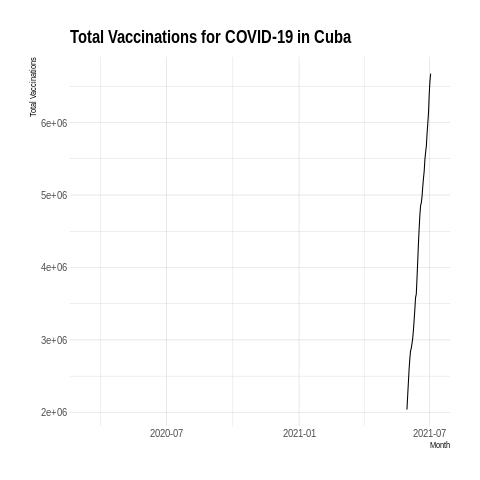 Total Vaccinations for COVID-19 in Cuba
Total Vaccinations
6e+06
5e+06
4e+06
3e+06
2e+06
2020-07 2021-01 2021-07
Month